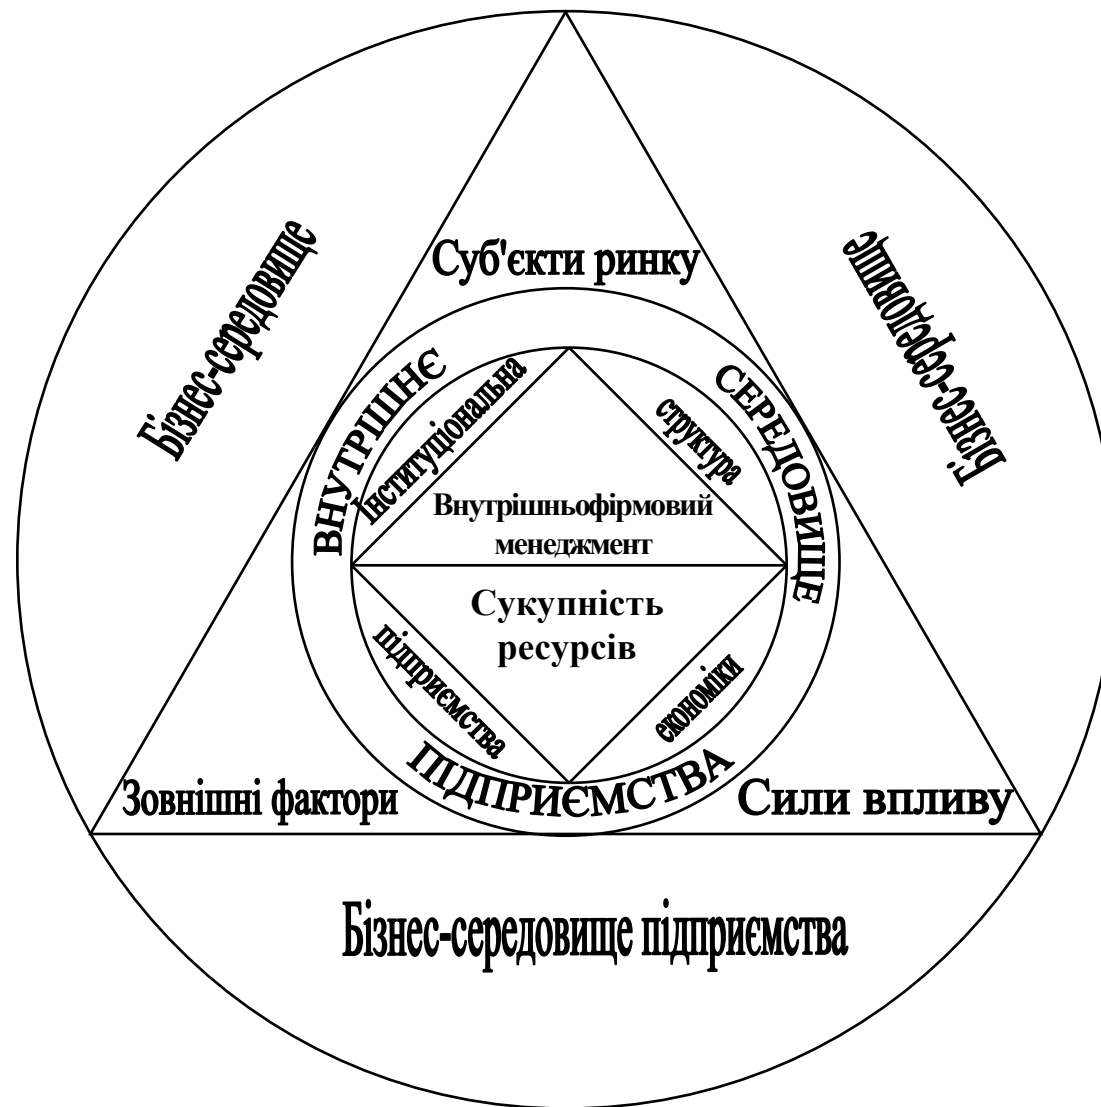 Бізнес-середовище
Бізнес-середовище
Суб'єкти ринку
ВНУТРІШНЄ
СЕРЕДОВИЩЕ
ПІДПРИЄМСТВА
Інституціональна
структура
Внутрішньофірмовий
менеджмент
Сукупність
ресурсів
підприємства
економіки
Зовнішні фактори
Сили впливу
Бізнес-середовище підприємства